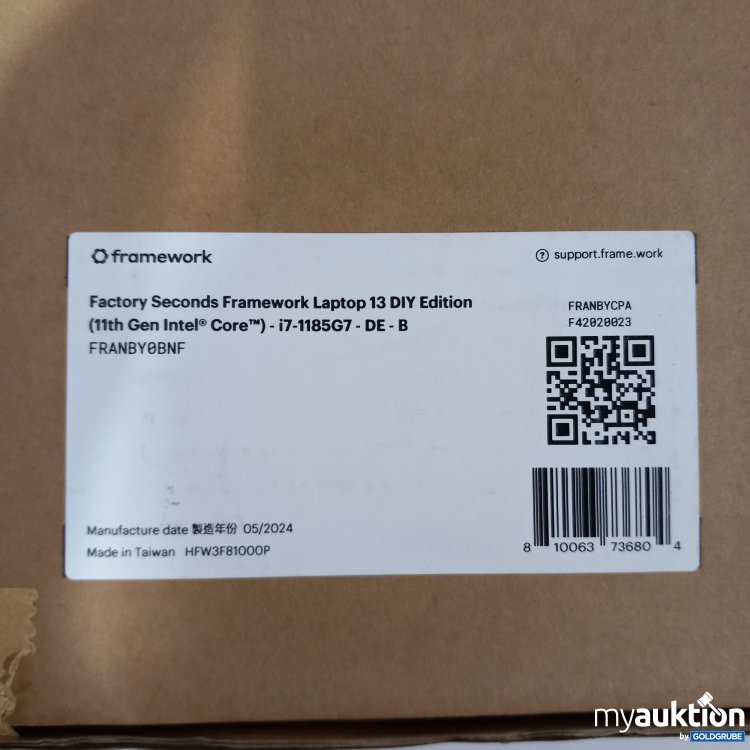 framework
support.frame.work
Factory Seconds Framework Laptop 13 DIY Edition
(11th Gen Intel® Core™) - i7-1185G7 - DE - B
FRANBY0BNF
FRANBYCPA
F42020023
Manufacture date 製造年份 05/2024
Made in Taiwan HFW3F81000P
8 10063 73680 4
myauktion
by GOLDGRUBE